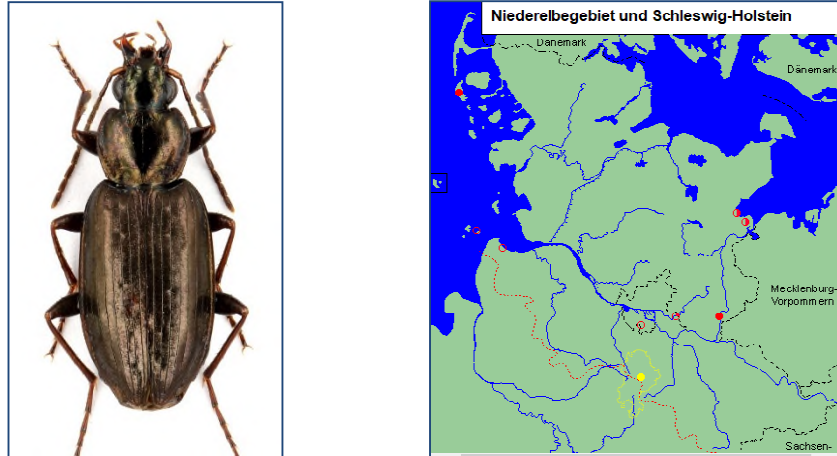 Niederelbegebiet und Schleswig-Holstein
Dänemark
Dänemark
Mecklenburg-
Vorpommern
Sachsen-